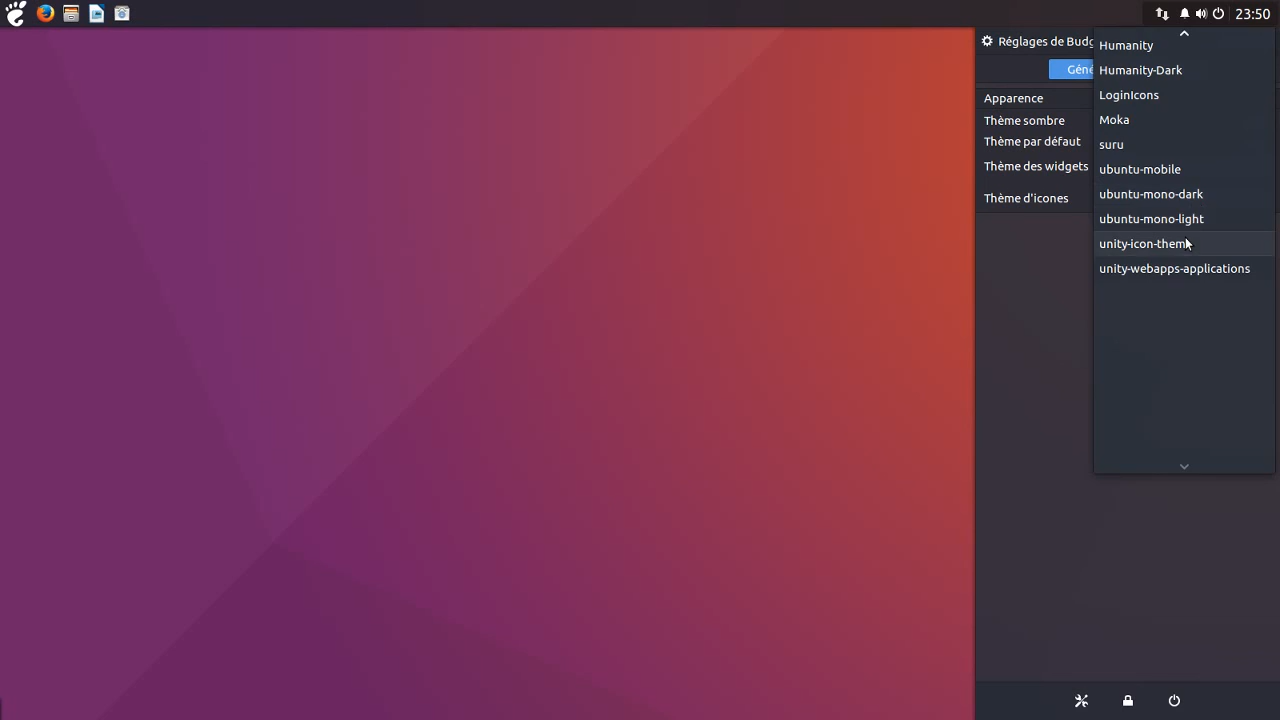 23:50
Réglages de Budg
Géné
Apparence
Thème sombre
Thème par défaut
Thème des widgets
Thème d'icones
Humanity
Humanity-Dark
LoginIcons
Moka
suru
ubuntu-mobile
ubuntu-mono-dark
ubuntu-mono-light
unity-icon-them
unity-webapps-applications